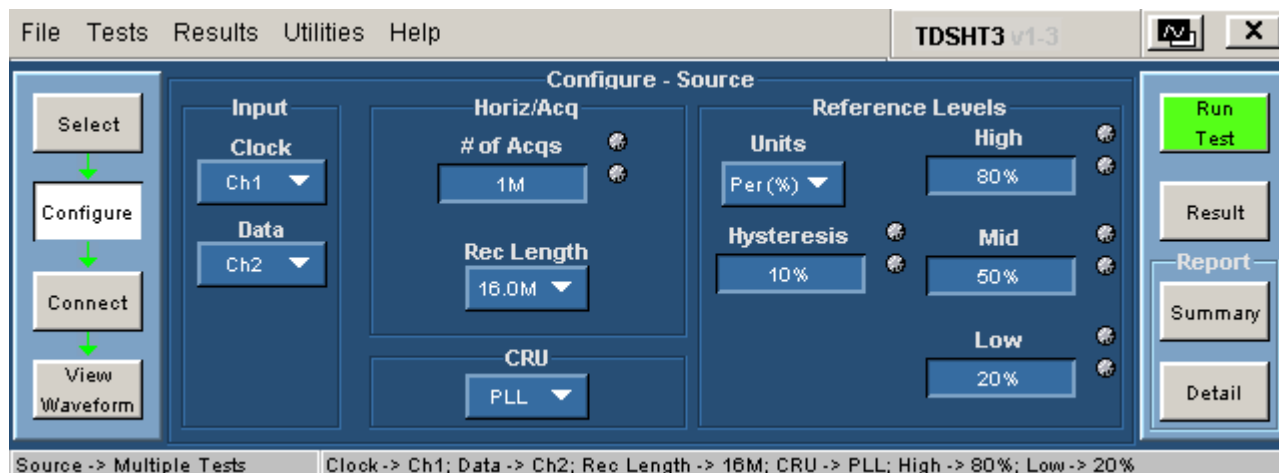 File Tests Results Utilities Help
TDSHT3 v1-3
X
Select
Configure
Connect
View
Waveform
Configure - Source
Input
Clock
Ch1
Data
Ch2
Horiz/Acq
# of Acqs
1M
Rec Length
16.0M
CRU
PLL
Reference Levels
Units
Per(%)
Hysteresis
10%
High
80%
Mid
50%
Low
20%
Run
Test
Result
Report
Summary
Detail
Source -> Multiple Tests
Clock -> Ch1; Data -> Ch2; Rec Length -> 16M; CRU -> PLL; High -> 80%; Low -> 20%